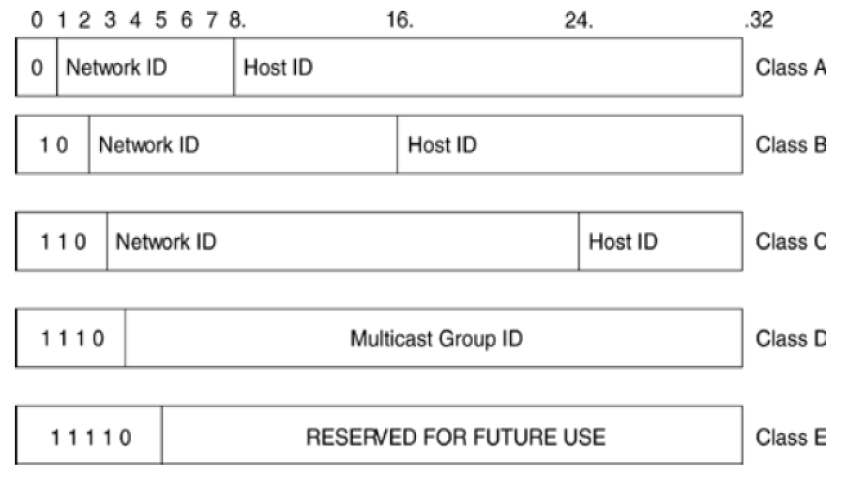 0 1 2 3 4 5 6 7 8. 16. 24. .32
0 Network ID Host ID Class A
1 0 Network ID Host ID Class B
1 1 0 Network ID Host ID Class C
1 1 1 0 Multicast Group ID Class D
1 1 1 1 0 RESERVED FOR FUTURE USE Class E